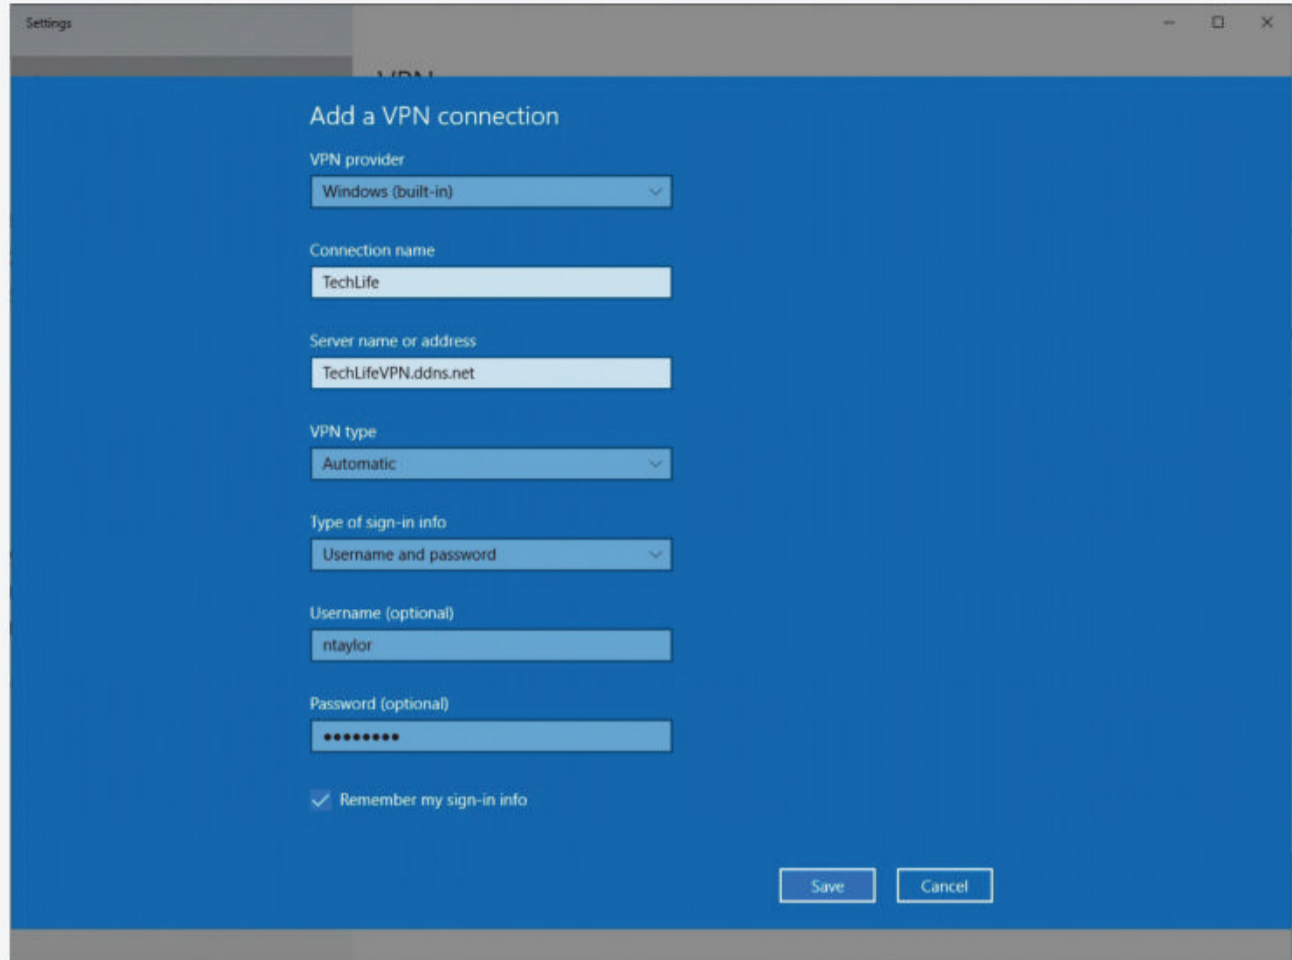 Settings
VPN
Add a VPN connection
VPN provider
Windows (built-in)
Connection name
TechLife
Server name or address
TechLifeVPN.ddns.net
VPN type
Automatic
Type of sign-in info
Username and password
Username (optional)
ntaylor
Password (optional)
••••••••
Remember my sign-in info
Save
Cancel